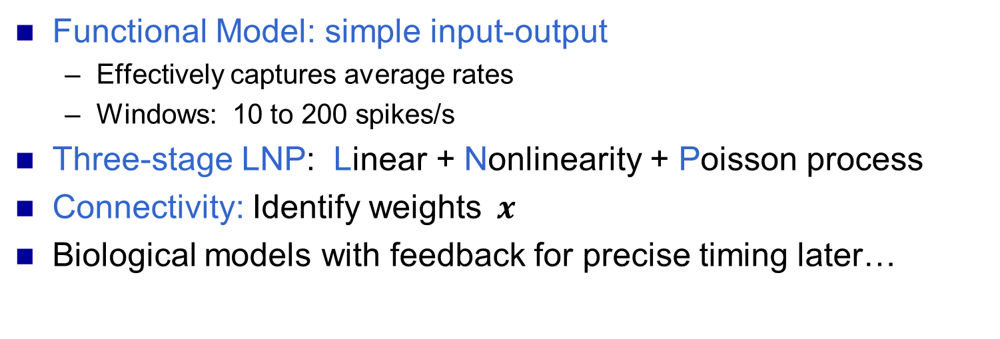 ■ Functional Model: simple input-output
– Effectively captures average rates
– Windows: 10 to 200 spikes/s
■ Three-stage LNP: Linear + Nonlinearity + Poisson process
■ Connectivity: Identify weights x
■ Biological models with feedback for precise timing later…